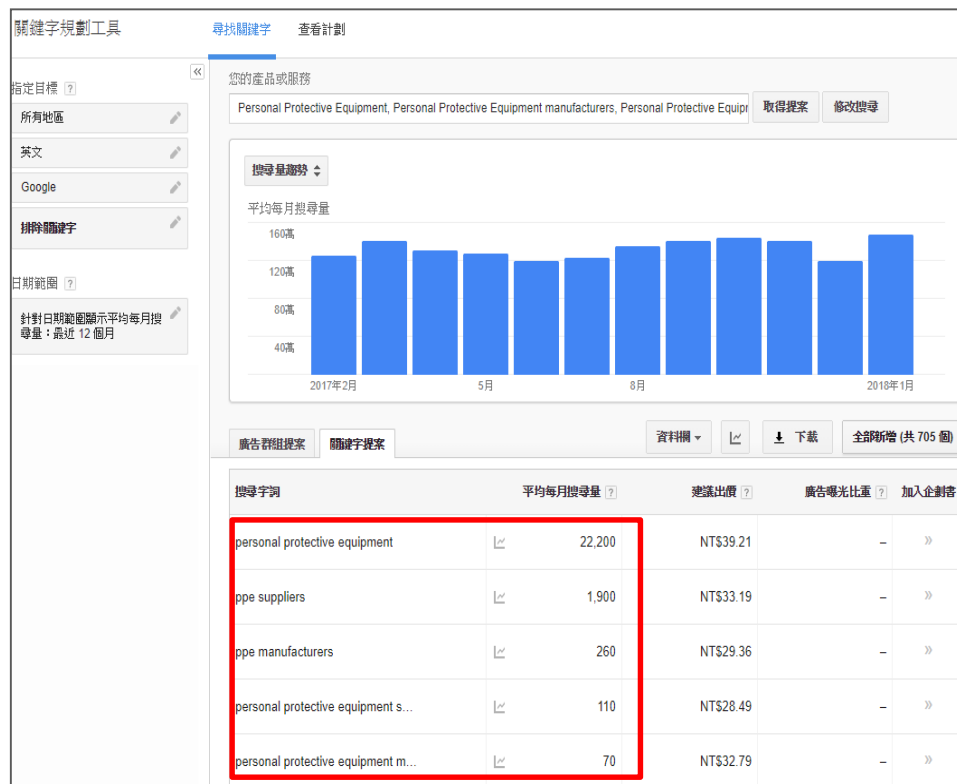 關鍵字規劃工具
尋找關鍵字
查看計劃
«
指定目標 ?
所有地區
英文
Google
排除關鍵字
日期範圍 ?
針對日期範圍顯示平均每月搜
尋量：最近 12 個月
您的產品或服務
Personal Protective Equipment, Personal Protective Equipment manufacturers, Personal Protective Equipr
取得提案
修改搜尋
搜尋量趨勢
平均每月搜尋量
160萬
120萬
80萬
40萬
2017年2月 5月 8月 2018年1月
廣告群組提案
關鍵字提案
資料欄
下載
全部新增 (共 705 個)
搜尋字詞 平均每月搜尋量 ? 建議出價 ? 廣告曝光比重 ? 加入企劃書
personal protective equipment 22,200 NT$39.21 – »
ppe suppliers 1,900 NT$33.19 – »
ppe manufacturers 260 NT$29.36 – »
personal protective equipment s... 110 NT$28.49 – »
personal protective equipment m... 70 NT$32.79 – »